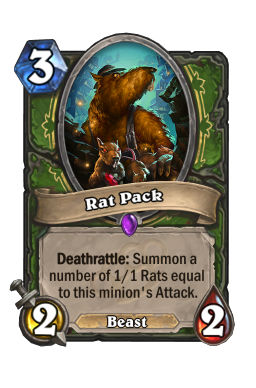 3
Rat Pack
Deathrattle: Summon a
number of 1/1 Rats equal
to this minion's Attack.
2
Beast
2